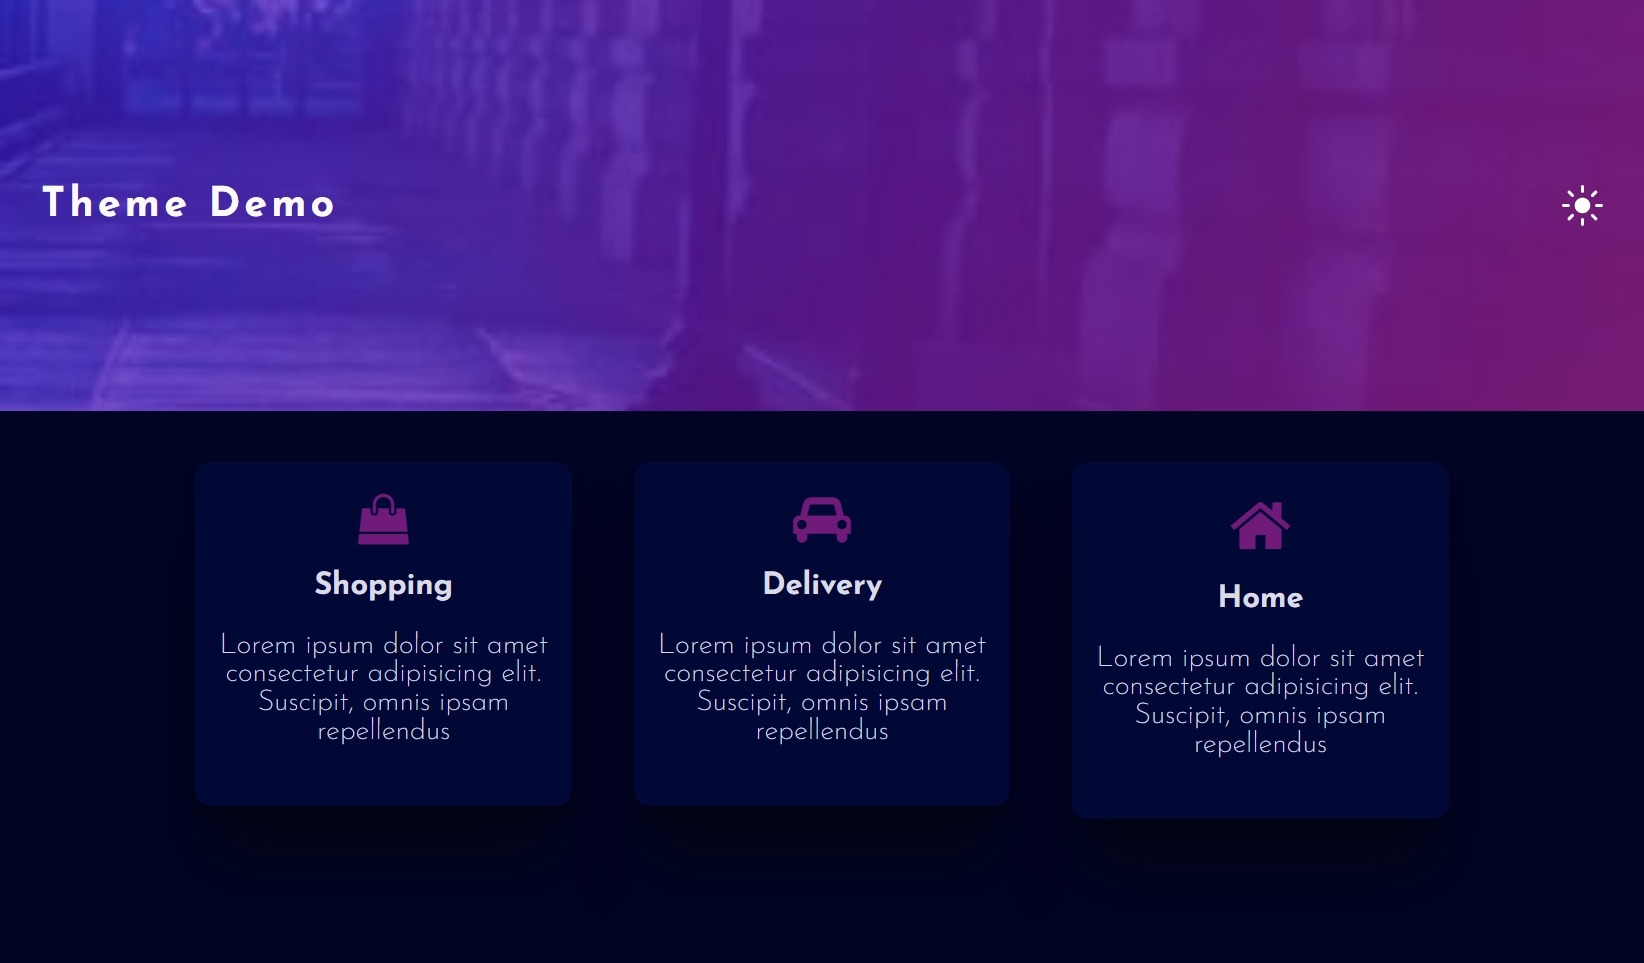 Theme Demo
Shopping
Lorem ipsum dolor sit amet
consectetur adipisicing elit.
Suscipit, omnis ipsam
repellendus
Delivery
Lorem ipsum dolor sit amet
consectetur adipisicing elit.
Suscipit, omnis ipsam
repellendus
Home
Lorem ipsum dolor sit amet
consectetur adipisicing elit.
Suscipit, omnis ipsam
repellendus